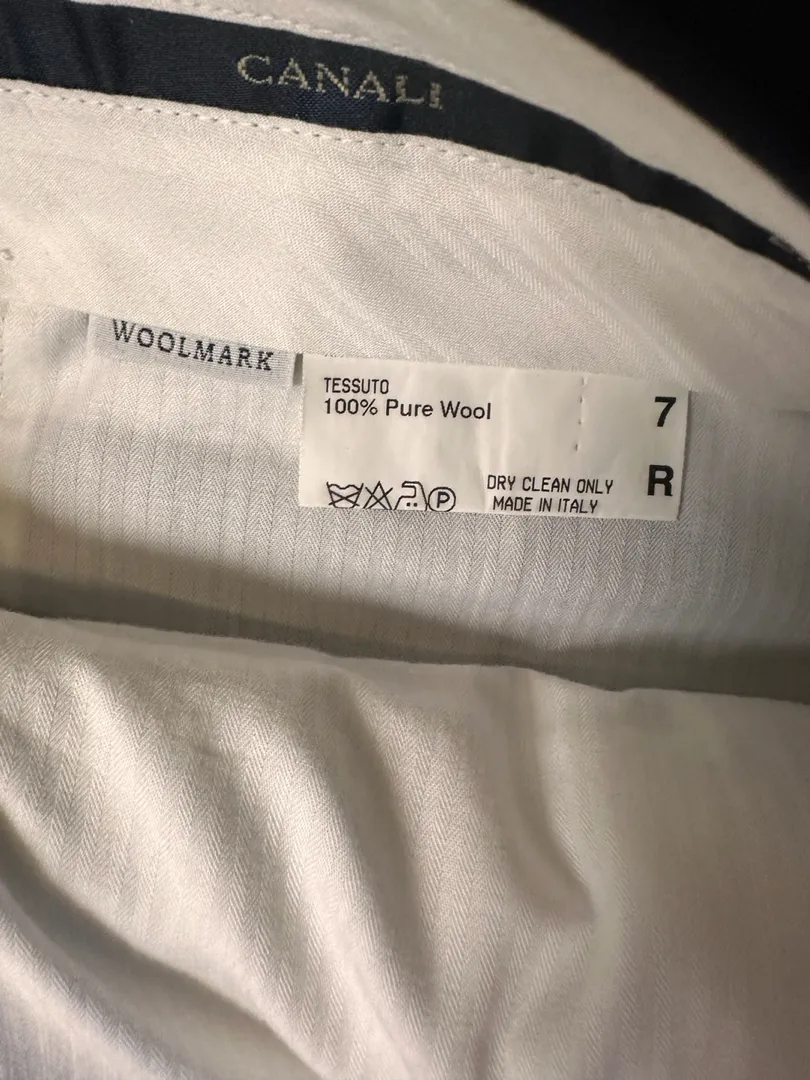 CANALI
WOOLMARK
TESSUTO
100% Pure Wool
7
R
P
DRY CLEAN ONLY
MADE IN ITALY